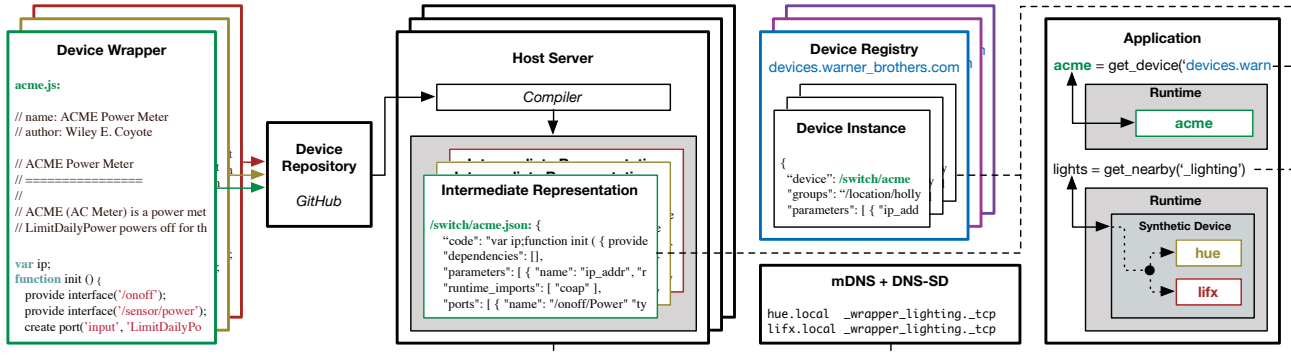 Device Wrapper
acme.js:
// name: ACME Power Meter
// author: Wiley E. Coyote
// ACME Power Meter
// ================
//
// ACME (AC Meter) is a power met
// LimitDailyPower powers off for th
var ip;
function init () {
provide interface('/onoff');
provide interface('/sensor/power');
create port('input', 'LimitDailyPo
Device
Repository
GitHub
Host Server
Compiler
Intermediate Representation
/switch/acme.json: {
"code": "var ip;function init ( { provide
"dependencies": [],
"parameters": [ { "name": "ip_addr", "r
"runtime_imports": [ "coap" ],
"ports": [ { "name": "/onoff/Power" "ty
Device Registry
devices.warner_brothers.com
Device Instance
{
"device": /switch/acme
"groups": "/location/holly
"parameters": [ { "ip_add
mDNS + DNS-SD
hue.local _wrapper_lighting._tcp
lifx.local _wrapper_lighting._tcp
Application
acme = get_device('devices.warn
Runtime
acme
lights = get_nearby('_lighting')
Runtime
Synthetic Device
hue
lifx